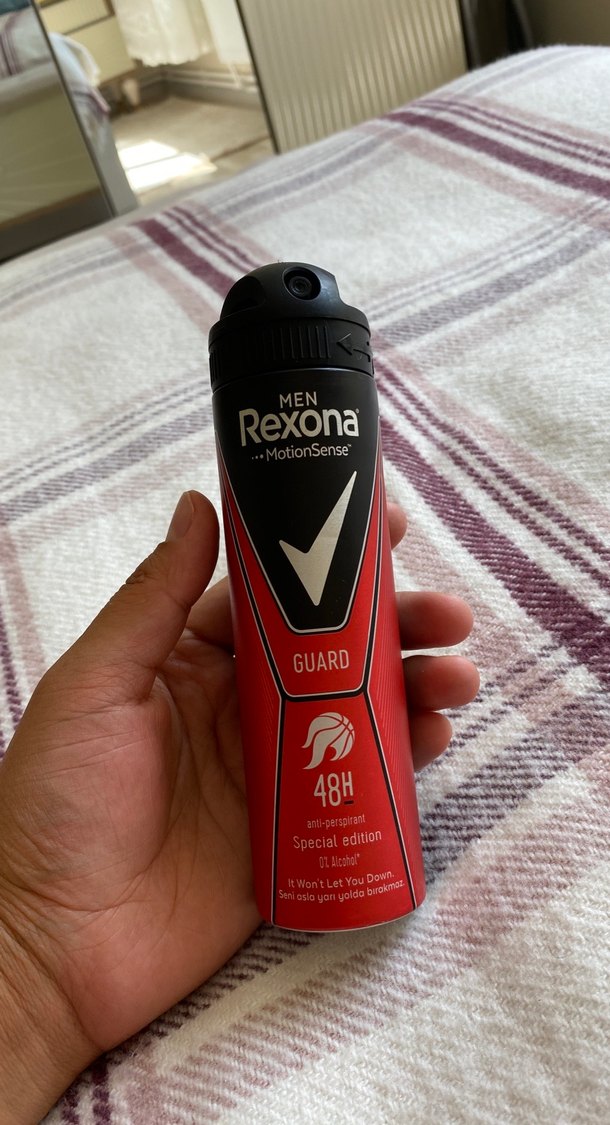 MEN
Rexona
MotionSense™
GUARD
48H
anti-perspirant
Special edition
0% Alcohol*
It Won't Let You Down.
Seni asla yarı yolda bırakmaz.